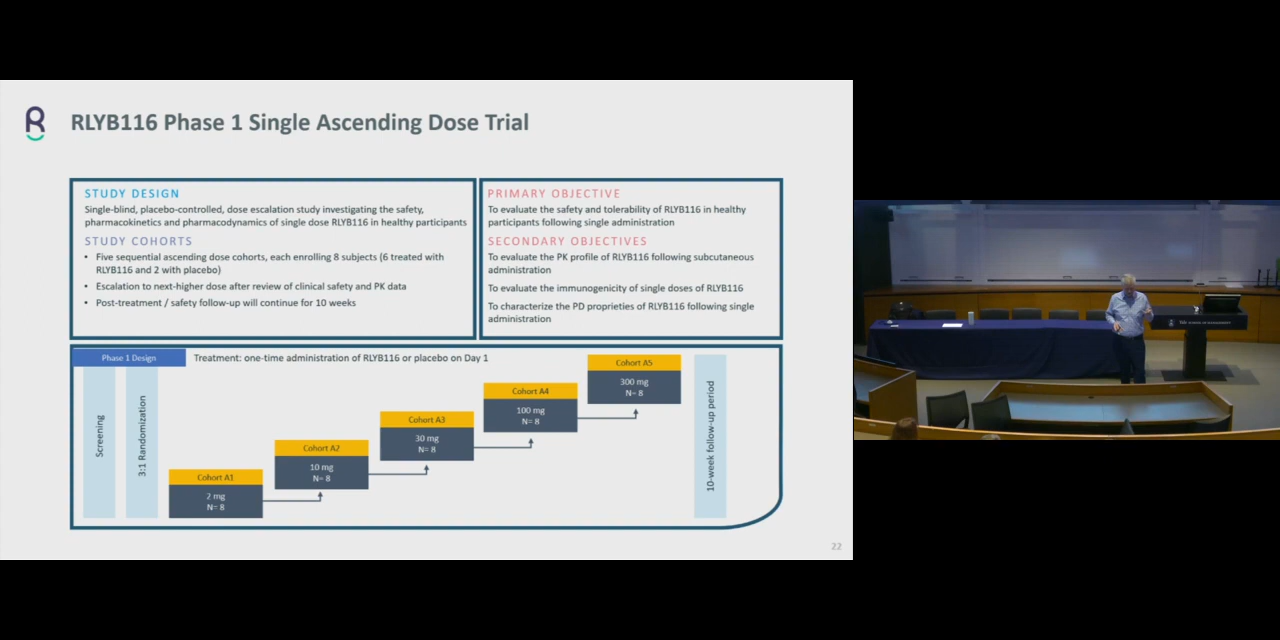 RLYB116 Phase 1 Single Ascending Dose Trial
STUDY DESIGN
Single-blind, placebo-controlled, dose escalation study investigating the safety,
pharmacokinetics and pharmacodynamics of single dose RLYB116 in healthy participants
STUDY COHORTS
• Five sequential ascending dose cohorts, each enrolling 8 subjects (6 treated with
RLYB116 and 2 with placebo)
• Escalation to next-higher dose after review of clinical safety and PK data
• Post-treatment / safety follow-up will continue for 10 weeks
PRIMARY OBJECTIVE
To evaluate the safety and tolerability of RLYB116 in healthy
participants following single administration
SECONDARY OBJECTIVES
To evaluate the PK profile of RLYB116 following subcutaneous
administration
To evaluate the immunogenicity of single doses of RLYB116
To characterize the PD proprieties of RLYB116 following single
administration
Phase 1 Design
Treatment: one-time administration of RLYB116 or placebo on Day 1
Screening
3:1 Randomization
Cohort A1
2 mg
N= 8
Cohort A2
10 mg
N= 8
Cohort A3
30 mg
N= 8
Cohort A4
100 mg
N= 8
Cohort A5
300 mg
N= 8
10-week follow-up period
22
Yale SCHOOL OF MANAGEMENT